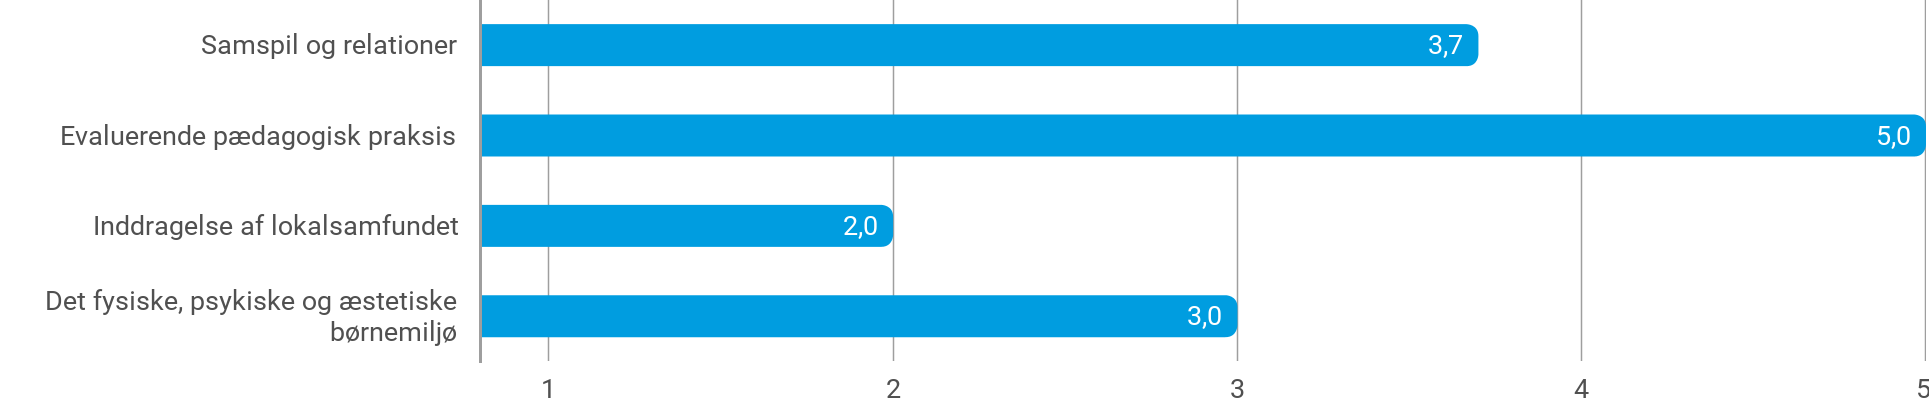 Samspil og relationer
3,7
Evaluerende pædagogisk praksis
5,0
Inddragelse af lokalsamfundet
2,0
Det fysiske, psykiske og æstetiske
børnemiljø
3,0
1 2 3 4 5